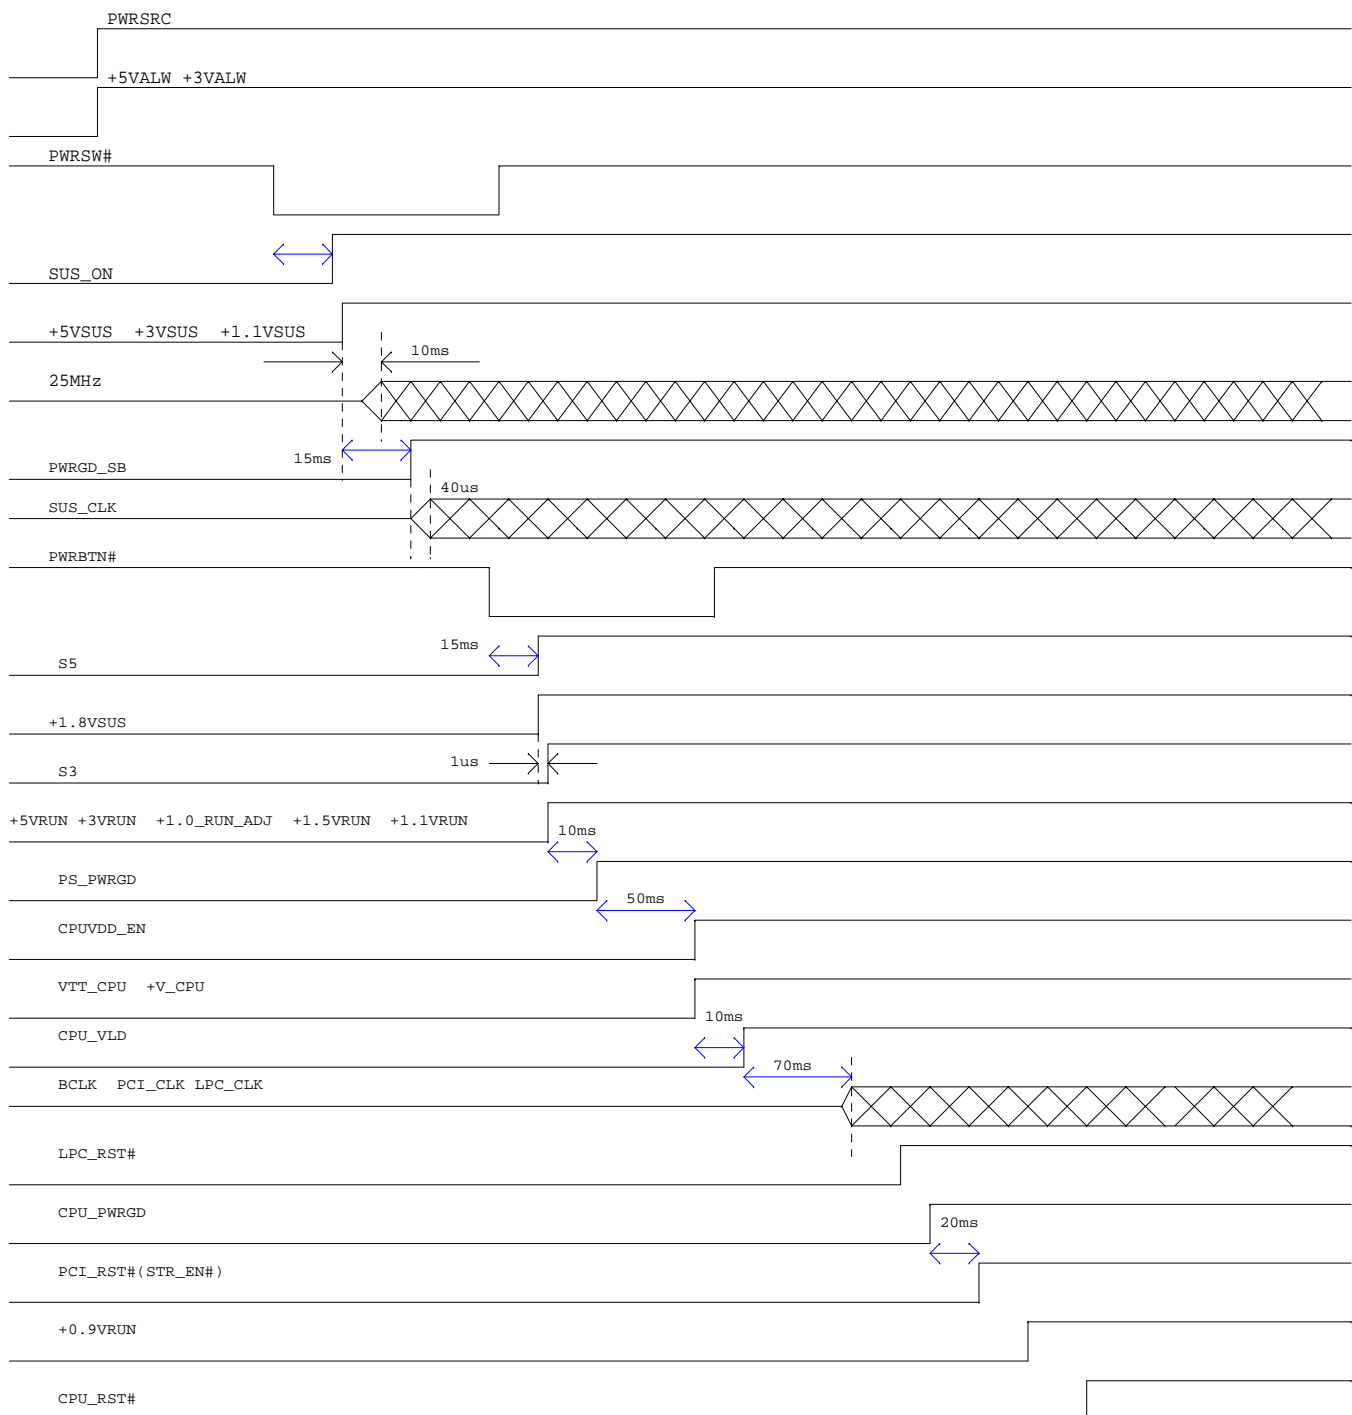 PWRSRC
+5VALW +3VALW
PWRSW#
SUS_ON
+5VSUS +3VSUS +1.1VSUS
10ms
25MHz
15ms
PWRGD_SB
40us
SUS_CLK
PWRBTN#
15ms
S5
+1.8VSUS
1us
S3
+5VRUN +3VRUN +1.0_RUN_ADJ +1.5VRUN +1.1VRUN
10ms
PS_PWRGD
50ms
CPUVDD_EN
VTT_CPU +V_CPU
10ms
CPU_VLD
70ms
BCLK PCI_CLK LPC_CLK
LPC_RST#
CPU_PWRGD
20ms
PCI_RST#(STR_EN#)
+0.9VRUN
CPU_RST#